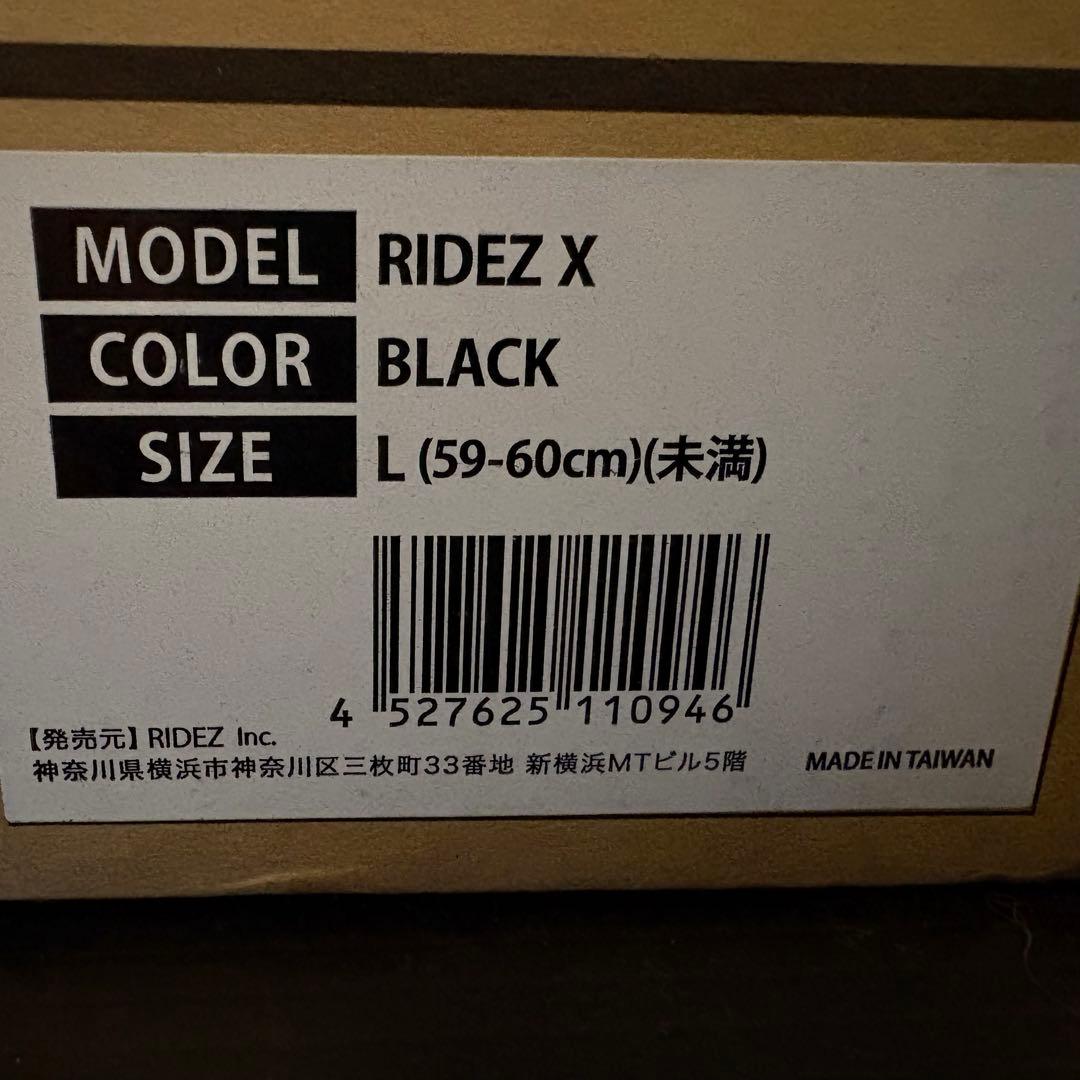 MODEL RIDEZ X
COLOR BLACK
SIZE L (59-60cm)(未満)
4 527625 110946
【発売元】RIDEZ Inc.
神奈川県横浜市神奈川区三枚町33番地 新横浜MTビル5階 MADE IN TAIWAN